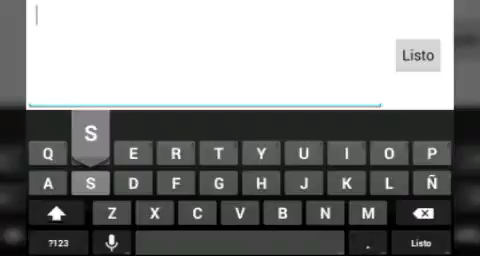 Listo
S
Q E R T Y U I O P
A S D F G H J K L Ñ
Z X C V B N M
?123 . Listo